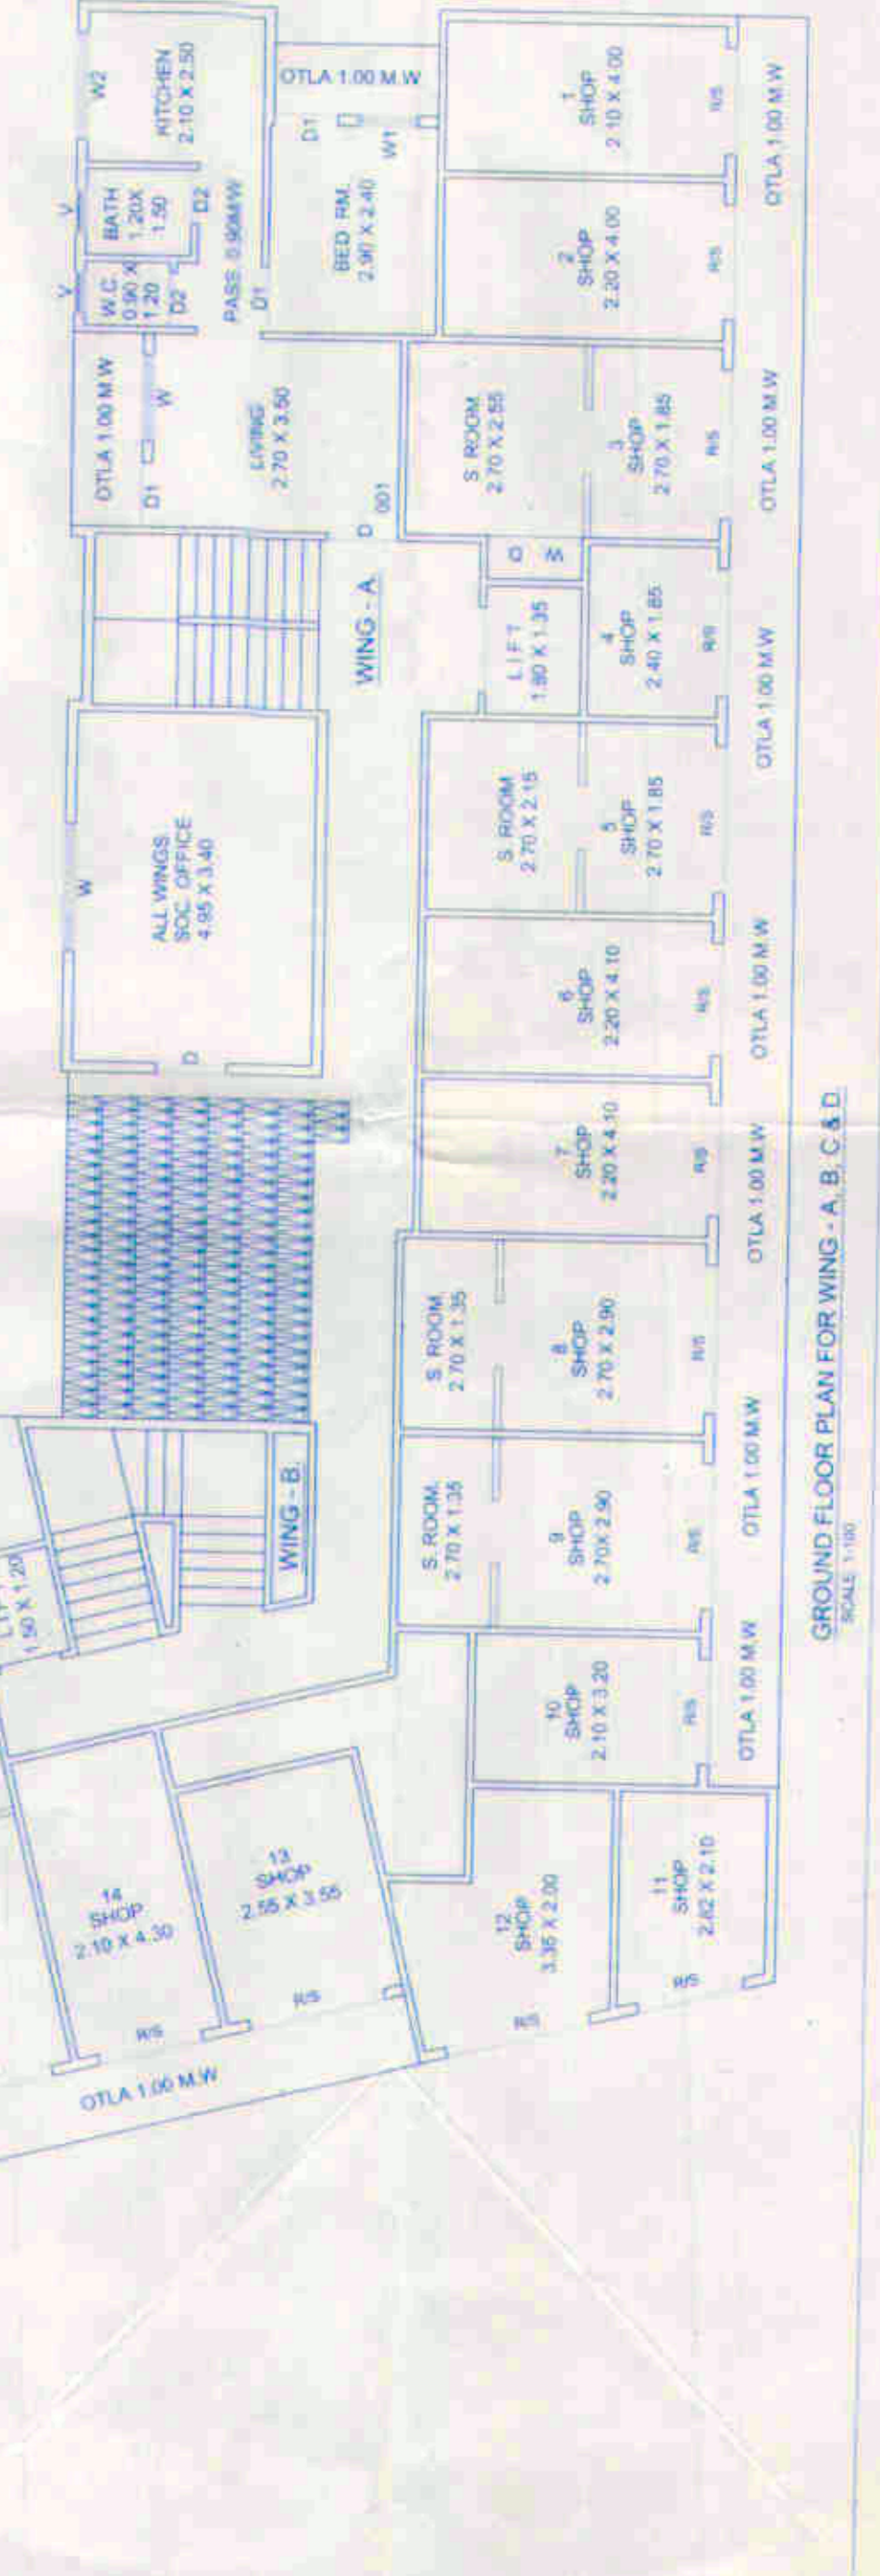 W2
KITCHEN
2.10 X 2.50
OTLA 1.00 M.W
V
BATH
1.20X
1.50
D2
V
W.C.
0.90 X
1.20
D2
PASS. 0.90MW
D1
D1
W1
BED. RM.
2.90 X 2.40
1
SHOP
2.10 X 4.00
R/S
OTLA 1.00 M.W
2
SHOP
2.20 X 4.00
R/S
OTLA 1.00 M.W
W
D1
LIVING
2.70 X 3.50
D
001
S. ROOM
2.70 X 2.55
3
SHOP
2.70 X 1.85
R/S
OTLA 1.00 M.W
WING - A
LIFT
1.90 X 1.35
4
SHOP
2.40 X 1.85
R/S
OTLA 1.00 M.W
W
ALL WINGS
SOC. OFFICE
4.95 X 3.40
D
S. ROOM
2.70 X 2.15
5
SHOP
2.70 X 1.85
R/S
6
SHOP
2.20 X 4.10
R/S
OTLA 1.00 M.W
7
SHOP
2.20 X 4.10
R/S
OTLA 1.00 M.W
S. ROOM
2.70 X 1.35
8
SHOP
2.70 X 2.90
R/S
OTLA 1.00 M.W
WING - B
1.90 X 1.20
S. ROOM
2.70 X 1.35
9
SHOP
2.70X 2.90
R/S
OTLA 1.00 M.W
10
SHOP
2.10 X 3.20
R/S
11
SHOP
2.62 X 2.10
R/S
12
SHOP
3.35 X 2.00
R/S
13
SHOP
2.55 X 3.55
R/S
14
SHOP
2.10 X 4.30
R/S
OTLA 1.00 M.W
GROUND FLOOR PLAN FOR WING - A, B, C & D
SCALE 1:100